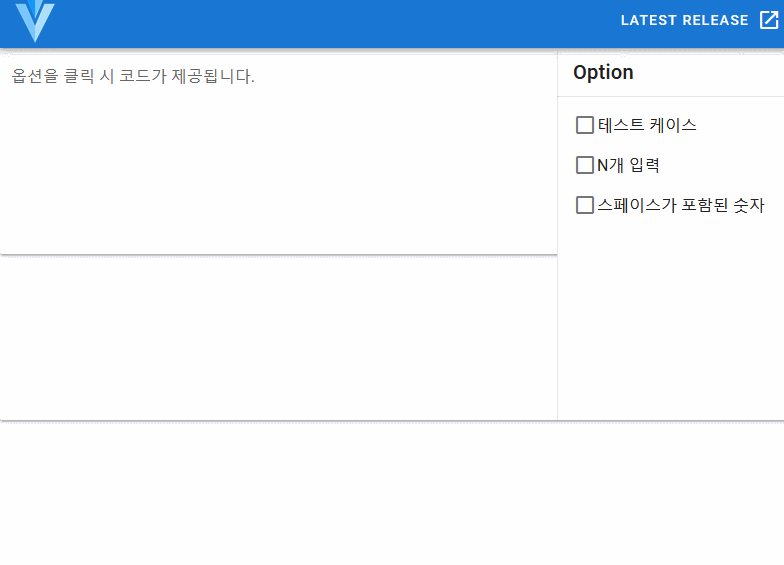 LATEST RELEASE
옵션을 클릭 시 코드가 제공됩니다.
Option
테스트 케이스
N개 입력
스페이스가 포함된 숫자